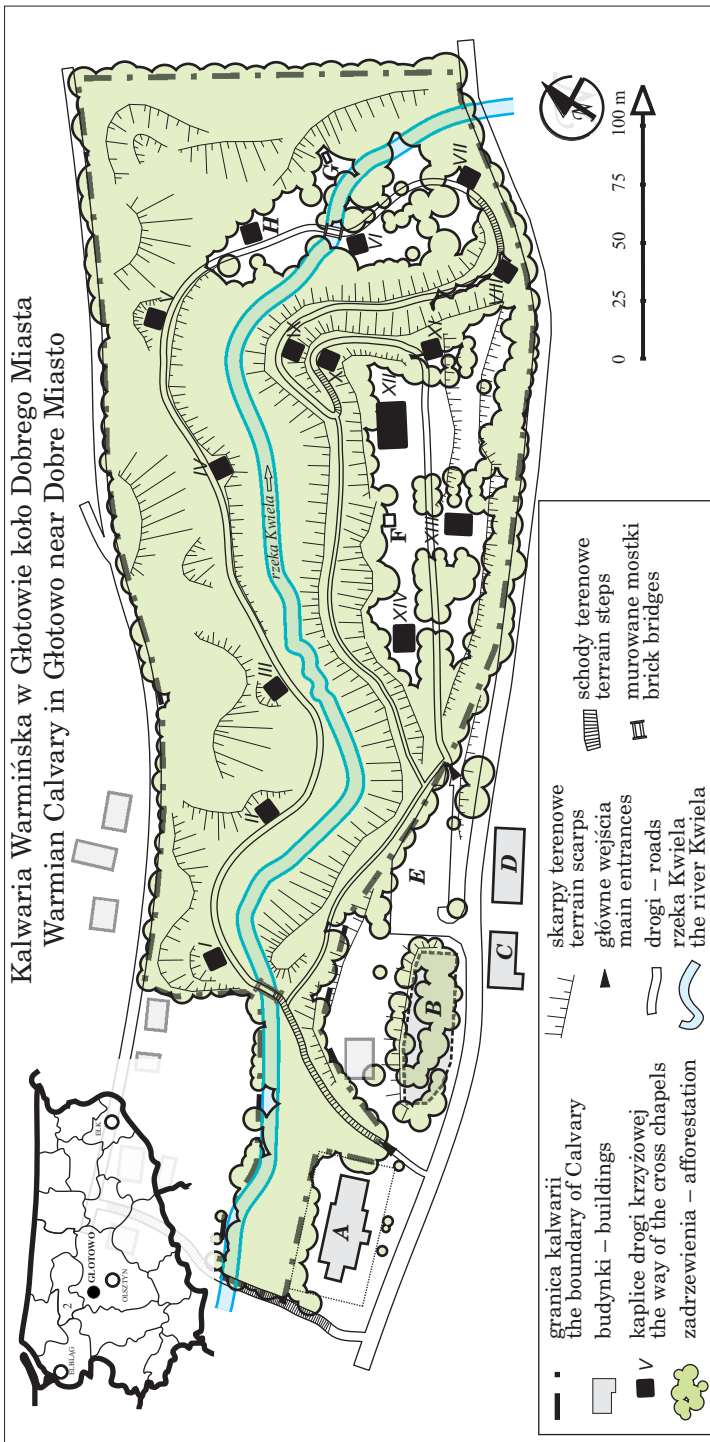 Kalwaria Warmińska w Głotowie koło Dobrego Miasta
Warmian Calvary in Głotowo near Dobre Miasto
ELBLĄG
2
GŁOTOWO
OLSZTYN
EŁK
A
B
C
D
E
F
G
H
I
II
III
IV
V
VI
VII
VIII
IX
X
XI
XII
XIII
XIV
rzeka Kwiela
N
0 25 50 75 100 m
granica kalwarii
the boundary of Calvary
budynki – buildings
V
kaplice drogi krzyżowej
the way of the cross chapels
zadrzewienia – afforestation
skarpy terenowe
terrain scarps
główne wejścia
main entrances
drogi – roads
rzeka Kwiela
the river Kwiela
schody terenowe
terrain steps
murowane mostki
brick bridges